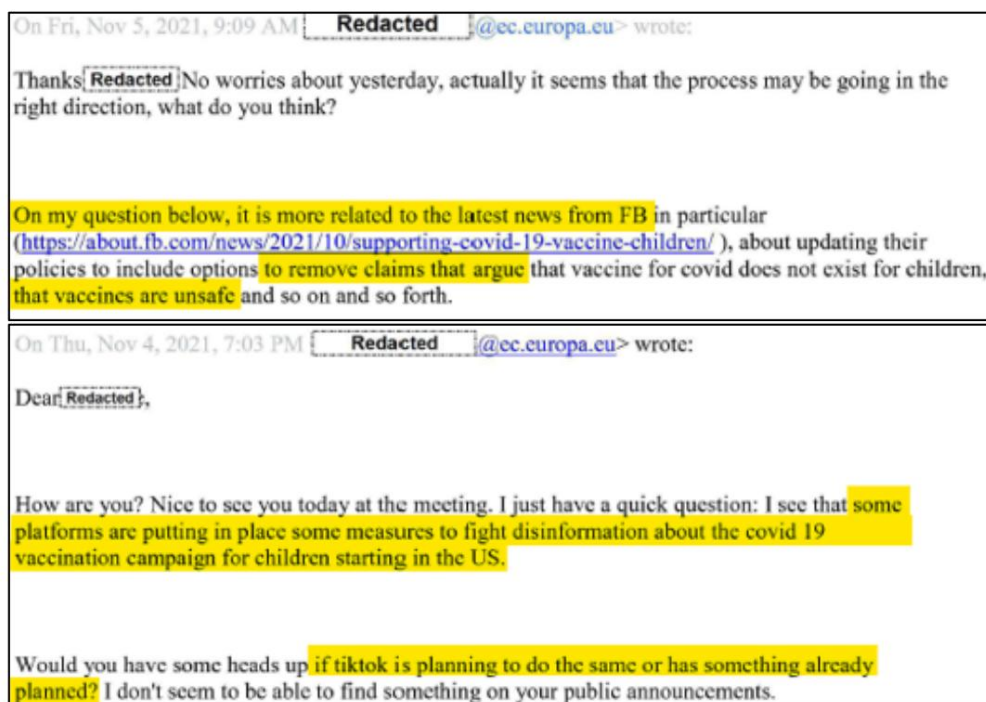 On Fri, Nov 5, 2021, 9:09 AM Redacted @ec.europa.eu> wrote:
Thanks Redacted No worries about yesterday, actually it seems that the process may be going in the
right direction, what do you think?
On my question below, it is more related to the latest news from FB in particular
(https://about.fb.com/news/2021/10/supporting-covid-19-vaccine-children/ ), about updating their
policies to include options to remove claims that argue that vaccine for covid does not exist for children,
that vaccines are unsafe and so on and so forth.
On Thu, Nov 4, 2021, 7:03 PM Redacted @ec.europa.eu> wrote:
Dear Redacted ,
How are you? Nice to see you today at the meeting. I just have a quick question: I see that some
platforms are putting in place some measures to fight disinformation about the covid 19
vaccination campaign for children starting in the US.
Would you have some heads up if tiktok is planning to do the same or has something already
planned? I don't seem to be able to find something on your public announcements.